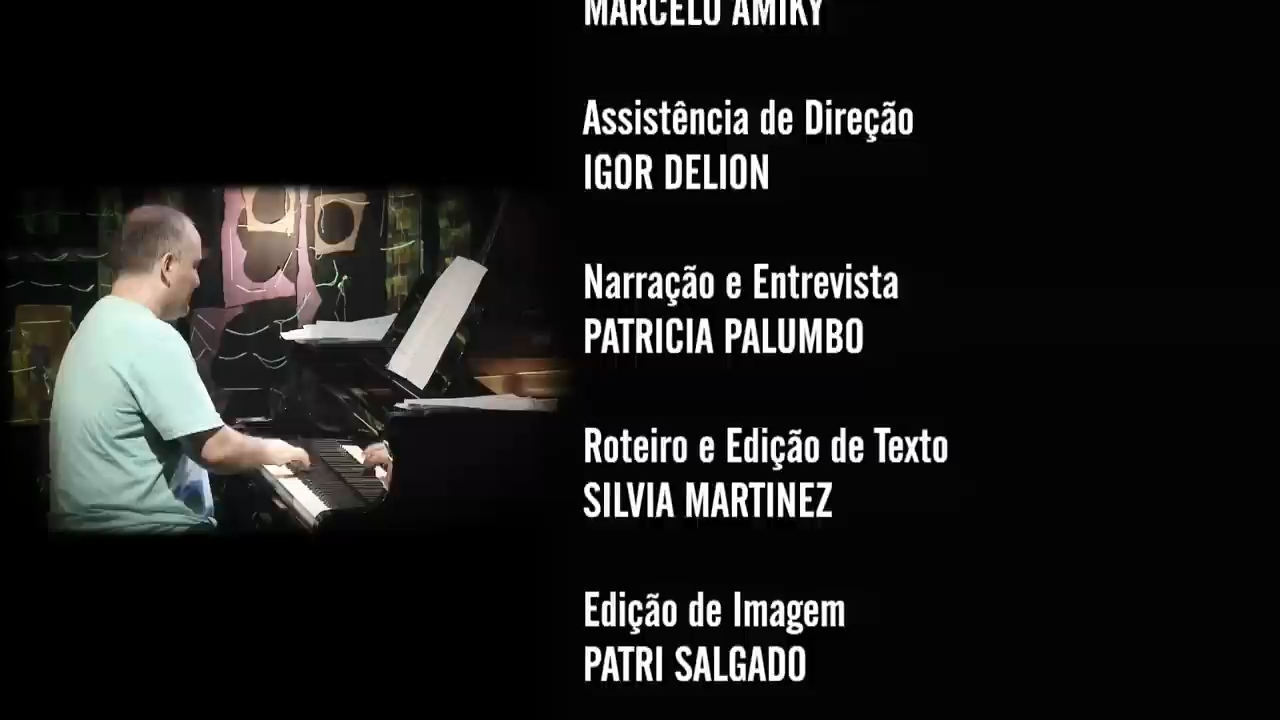 MARCELO AMIKY
Assistência de Direção
IGOR DELION
Narração e Entrevista
PATRICIA PALUMBO
Roteiro e Edição de Texto
SILVIA MARTINEZ
Edição de Imagem
PATRI SALGADO